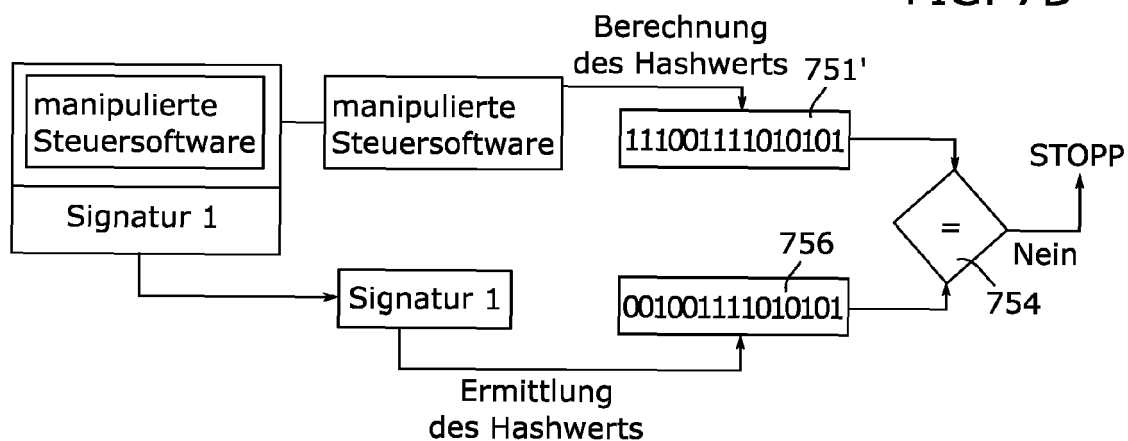 Berechnung
des Hashwerts
751'
manipulierte
Steuersoftware
manipulierte
Steuersoftware
111001111010101
STOPP
Signatur 1
=
Nein
756
754
Signatur 1
001001111010101
Ermittlung
des Hashwerts